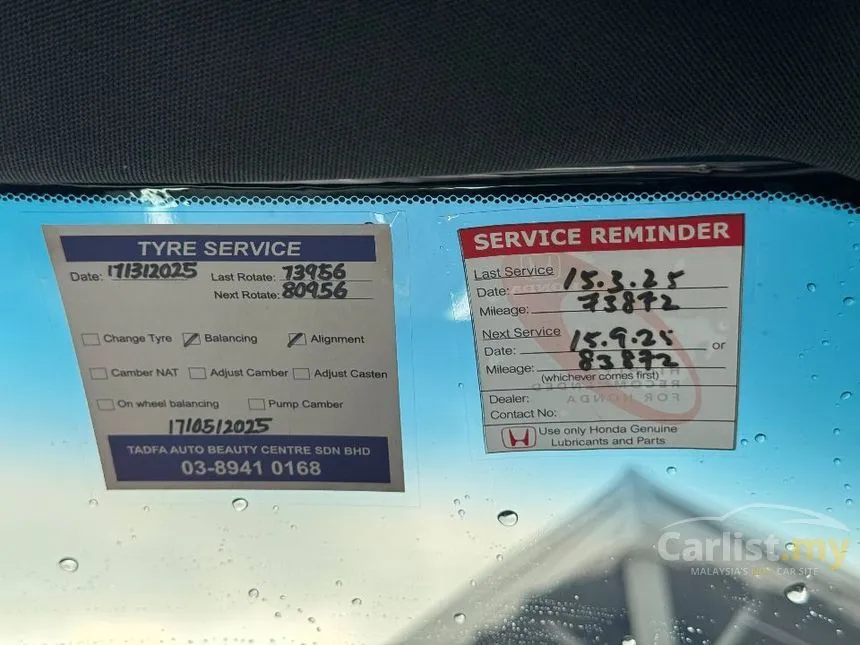 TYRE SERVICE
Date: 17/3/2025 Last Rotate: 73956
Next Rotate: 80956
Change Tyre Balancing Alignment
Camber NAT Adjust Camber Adjust Casten
On wheel balancing Pump Camber
17/05/2025
TADFA AUTO BEAUTY CENTRE SDN BHD
03-8941 0168
SERVICE REMINDER
Last Service
Date: 15.3.25
Mileage: 73872
Next Service
Date: 15.9.25 or
Mileage: 83872
(whichever comes first)
Dealer:
Contact No:
Use only Honda Genuine
Lubricants and Parts
Carlist.my
MALAYSIA'S CAR SITE